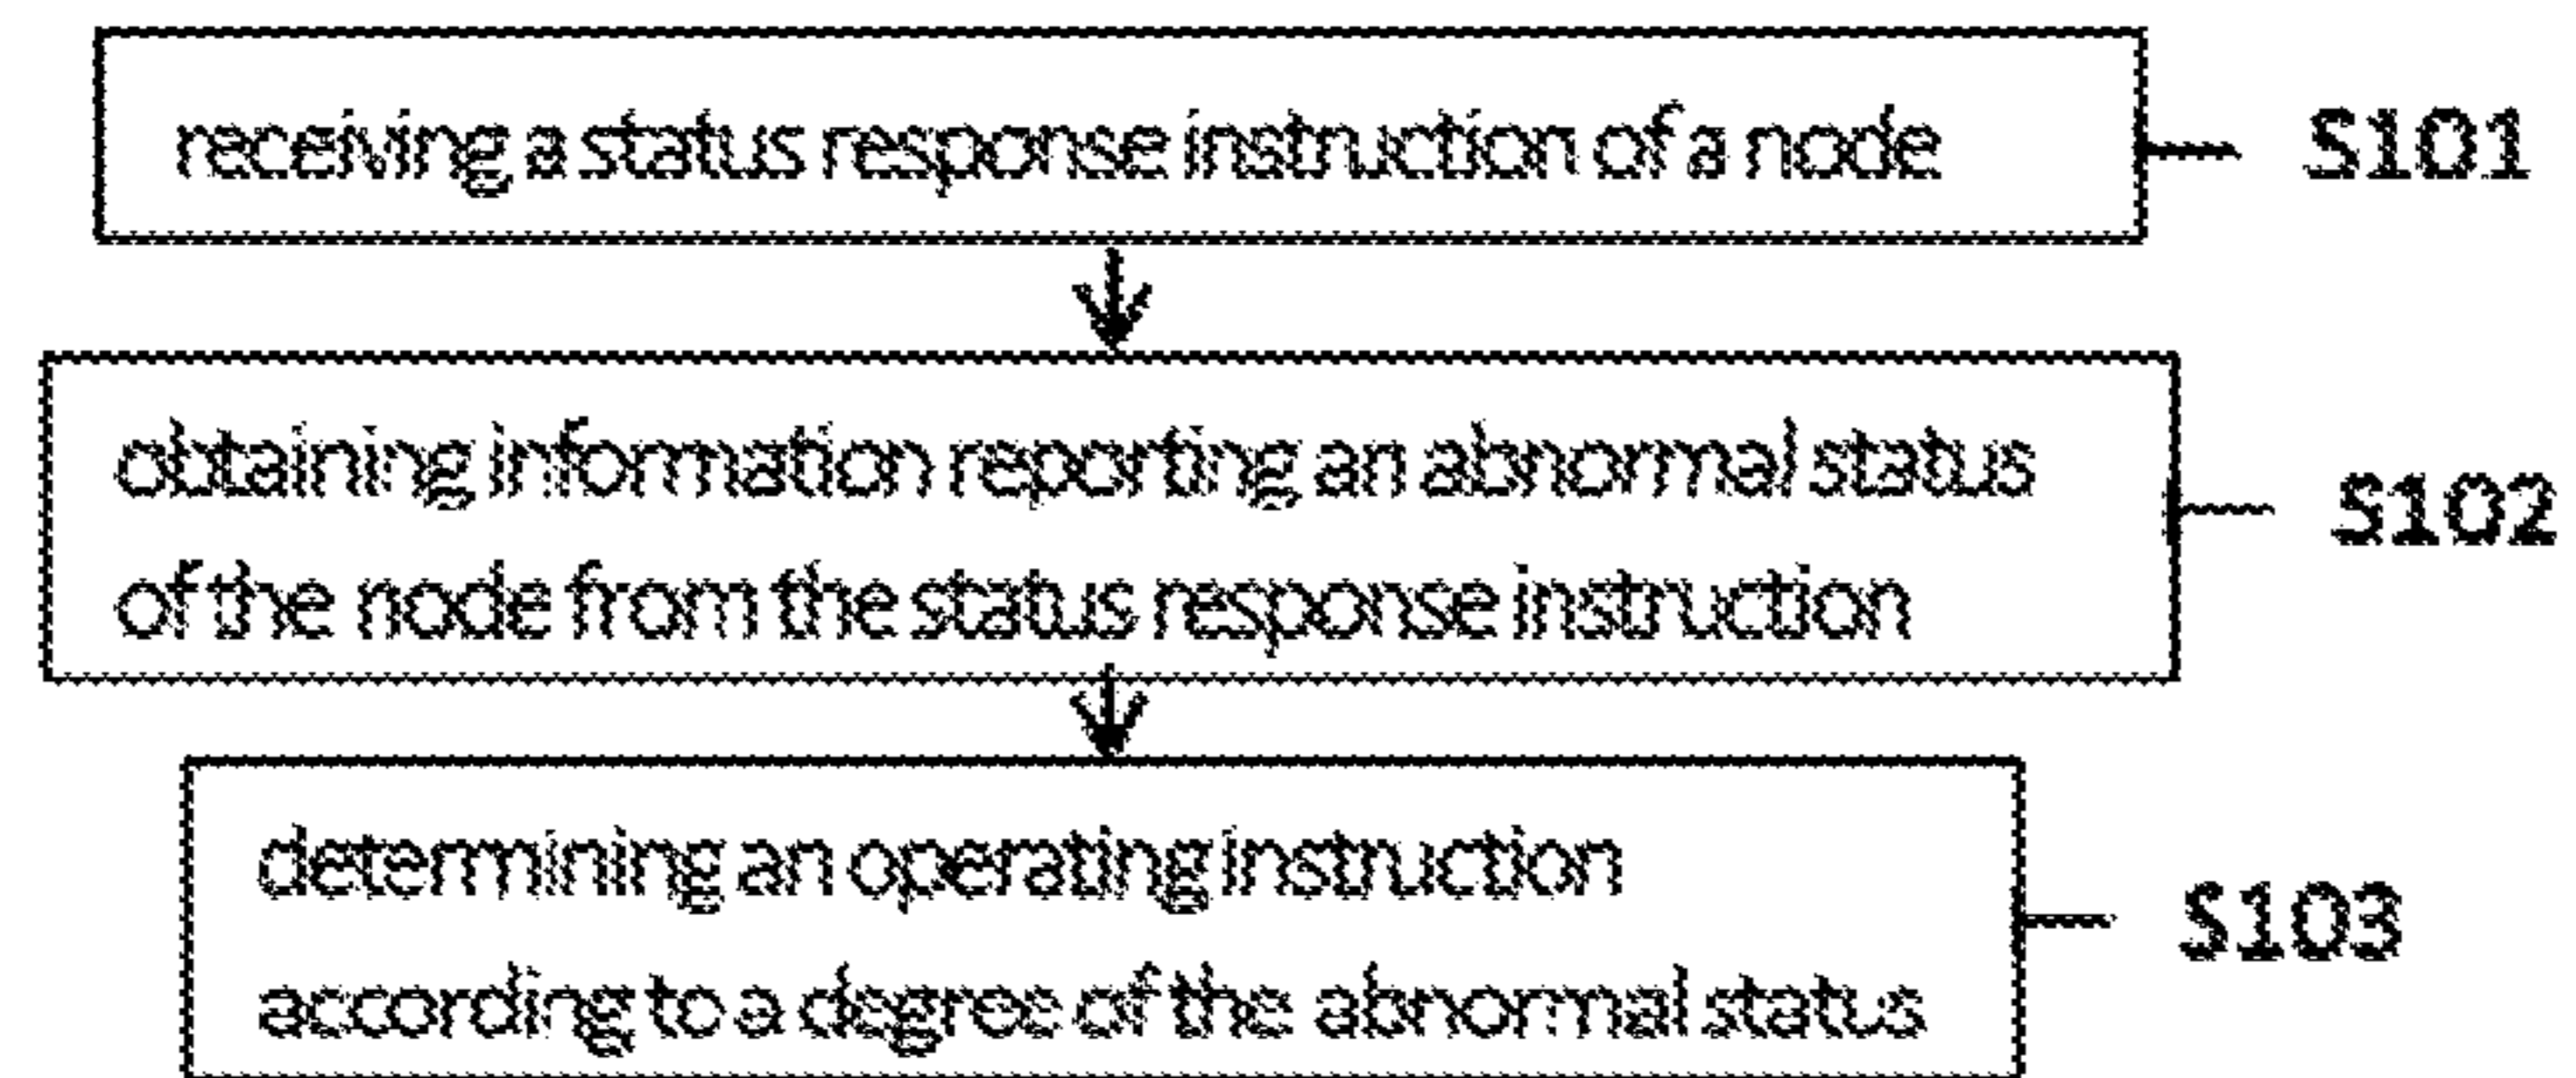 receiving a status response instruction of a node
S101
obtaining information reporting an abnormal status
of the node from the status response instruction
S102
determining an operating instruction
according to a degree of the abnormal status
S103